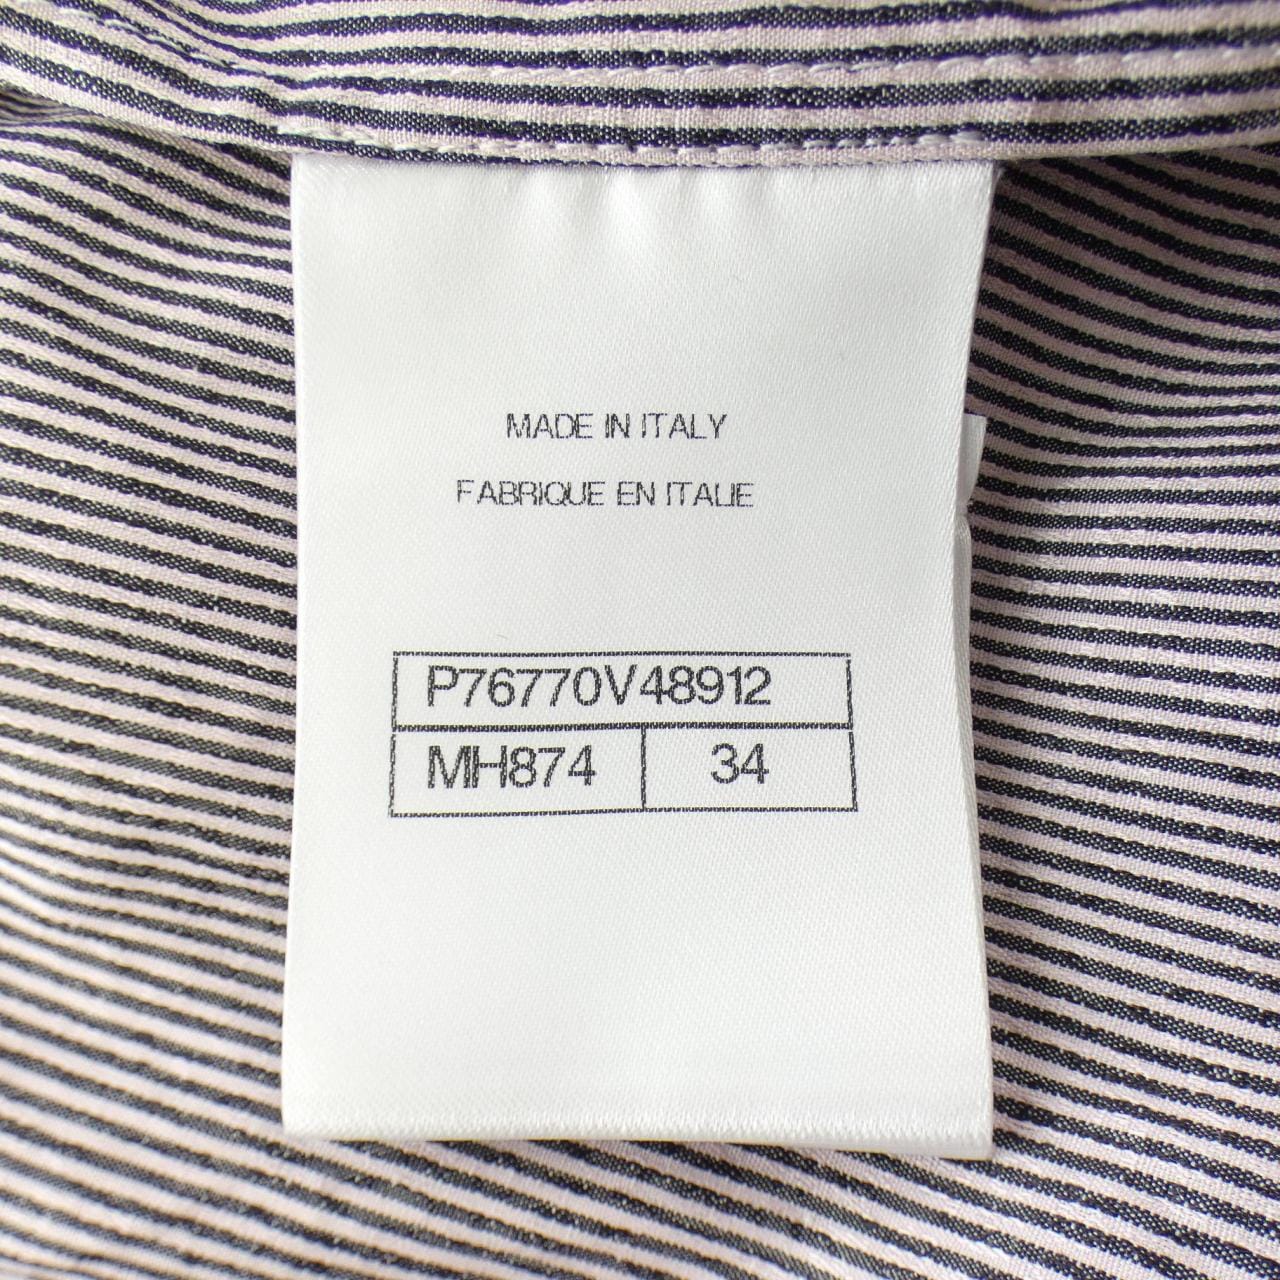 MADE IN ITALY
FABRIQUE EN ITALIE
P76770V48912
MH874 34